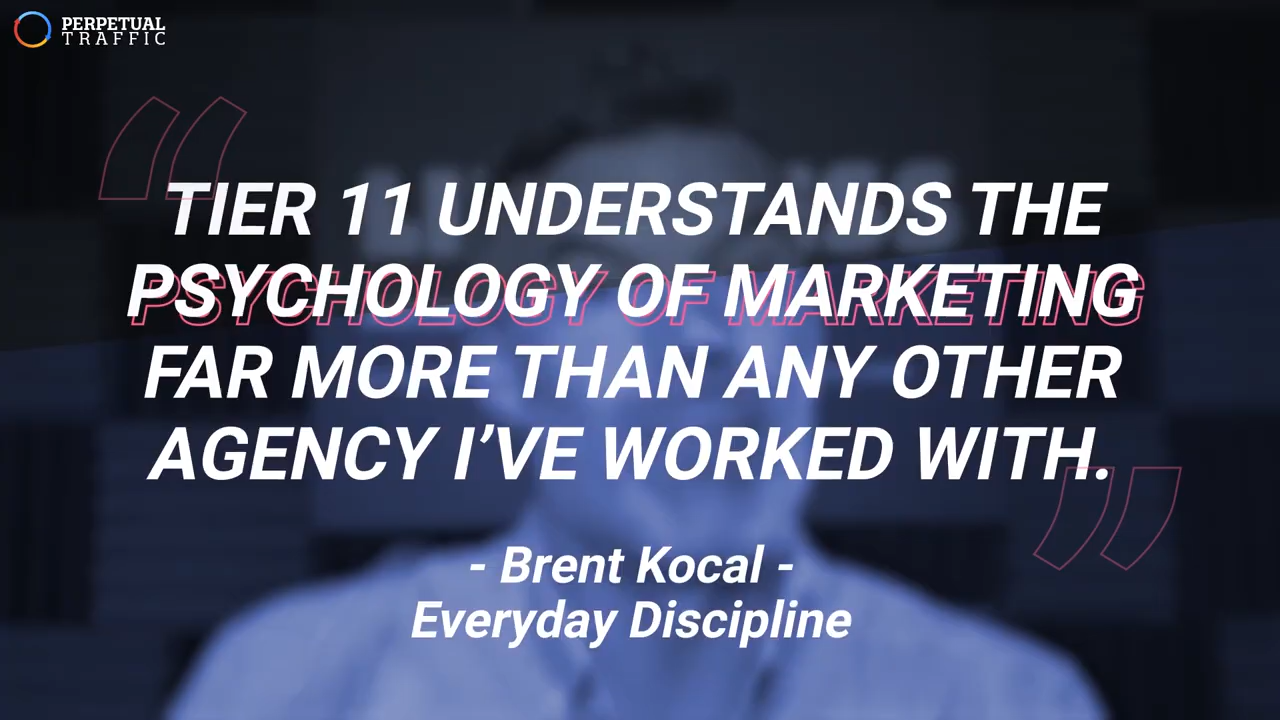 PERPETUAL
TRAFFIC
“TIER 11 UNDERSTANDS THE
PSYCHOLOGY OF MARKETING
FAR MORE THAN ANY OTHER
AGENCY I’VE WORKED WITH.”
- Brent Kocal -
Everyday Discipline